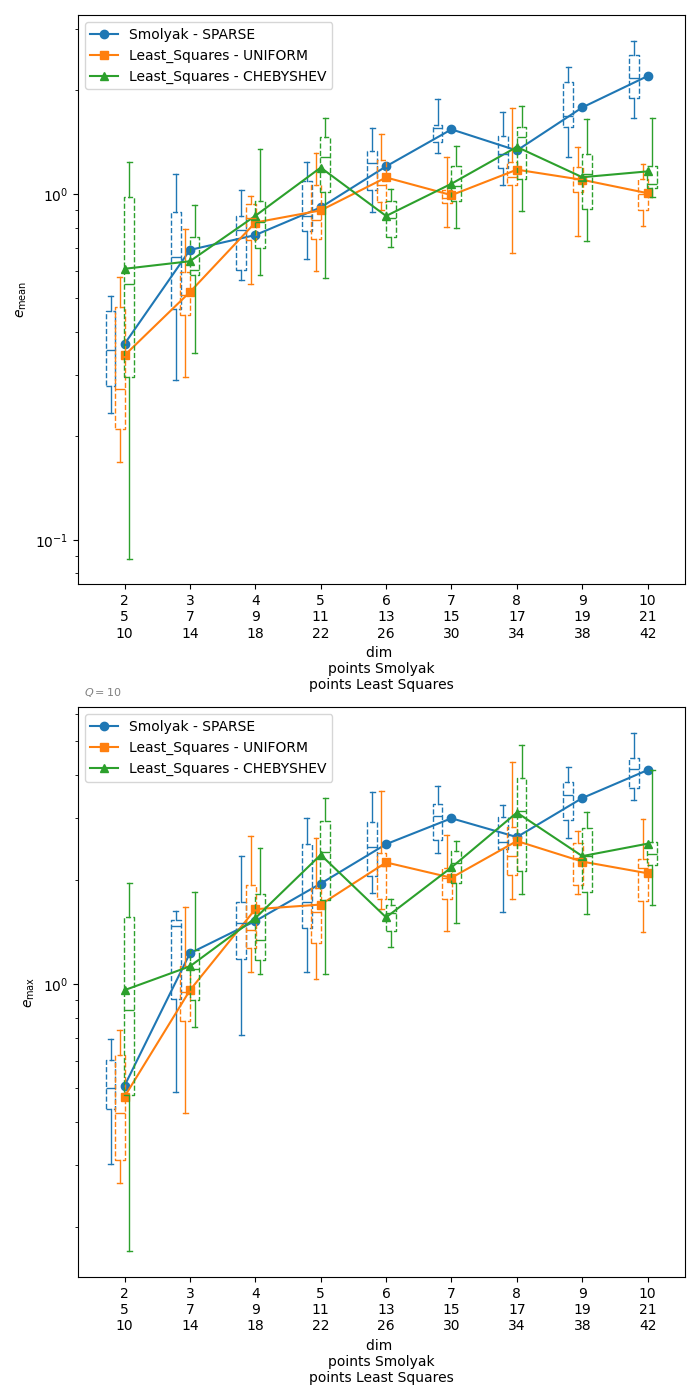 Smolyak - SPARSE
Least_Squares - UNIFORM
Least_Squares - CHEBYSHEV
10⁰
10⁻¹
e_mean
2 3 4 5 6 7 8 9 10
5 7 9 11 13 15 17 19 21
10 14 18 22 26 30 34 38 42
dim
points Smolyak
points Least Squares
Q = 10
Smolyak - SPARSE
Least_Squares - UNIFORM
Least_Squares - CHEBYSHEV
10⁰
e_max
2 3 4 5 6 7 8 9 10
5 7 9 11 13 15 17 19 21
10 14 18 22 26 30 34 38 42
dim
points Smolyak
points Least Squares